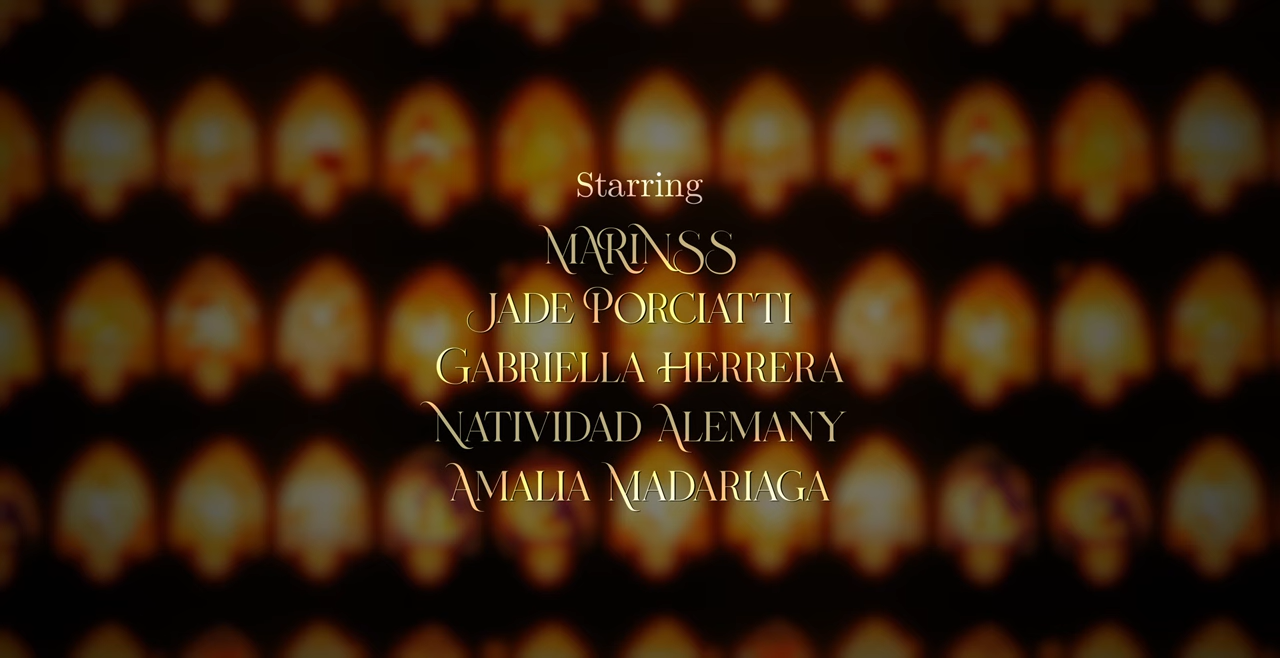 Starring
MARINSS
JADE PORCIATTI
GABRIELLA HERRERA
NATIVIDAD ALEMANY
AMALIA MADARIAGA